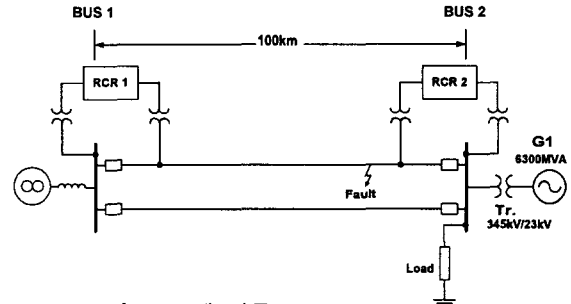 BUS 1
BUS 2
100km
RCR 1
RCR 2
G1
6300MVA
Fault
Tr.
345kV/23kV
Load